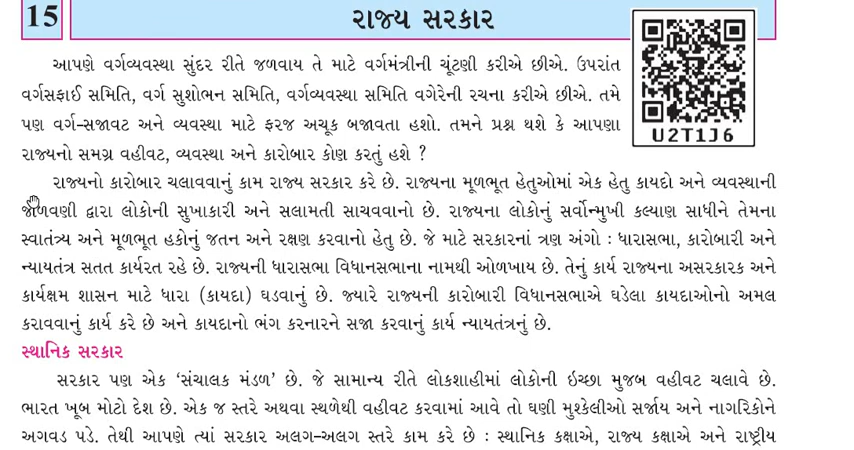 15
રાજ્ય સરકાર
આપણે વર્ગવ્યવસ્થા સુંદર રીતે જળવાય તે માટે વર્ગમંત્રીની ચૂંટણી કરીએ છીએ. ઉપરાંત
વર્ગસફાઈ સમિતિ, વર્ગ સુશોભન સમિતિ, વર્ગવ્યવસ્થા સમિતિ વગેરેની રચના કરીએ છીએ. તમે
પણ વર્ગ-સજાવટ અને વ્યવસ્થા માટે ફરજ અચૂક બજાવતા હશો. તમને પ્રશ્ન થશે કે આપણા
રાજ્યનો સમગ્ર વહીવટ, વ્યવસ્થા અને કારોબાર કોણ કરતું હશે ?
U2T1J6
રાજ્યનો કારોબાર ચલાવવાનું કામ રાજ્ય સરકાર કરે છે. રાજ્યના મૂળભૂત હેતુઓમાં એક હેતુ કાયદો અને વ્યવસ્થાની
જાળવણી દ્વારા લોકોની સુખાકારી અને સલામતી સાચવવાનો છે. રાજ્યના લોકોનું સર્વોન્મુખી કલ્યાણ સાધીને તેમના
સ્વાતંત્ર્ય અને મૂળભૂત હકોનું જતન અને રક્ષણ કરવાનો હેતુ છે. જે માટે સરકારનાં ત્રણ અંગો : ધારાસભા, કારોબારી અને
ન્યાયતંત્ર સતત કાર્યરત રહે છે. રાજ્યની ધારાસભા વિધાનસભાના નામથી ઓળખાય છે. તેનું કાર્ય રાજ્યના અસરકારક અને
કાર્યક્ષમ શાસન માટે ધારા (કાયદા) ઘડવાનું છે. જ્યારે રાજ્યની કારોબારી વિધાનસભાએ ઘડેલા કાયદાઓનો અમલ
કરાવવાનું કાર્ય કરે છે અને કાયદાનો ભંગ કરનારને સજા કરવાનું કાર્ય ન્યાયતંત્રનું છે.
સ્થાનિક સરકાર
સરકાર પણ એક ‘સંચાલક મંડળ’ છે. જે સામાન્ય રીતે લોકશાહીમાં લોકોની ઇચ્છા મુજબ વહીવટ ચલાવે છે.
ભારત ખૂબ મોટો દેશ છે. એક જ સ્તરે અથવા સ્થળેથી વહીવટ કરવામાં આવે તો ઘણી મુશ્કેલીઓ સર્જાય અને નાગરિકોને
અગવડ પડે. તેથી આપણે ત્યાં સરકાર અલગ-અલગ સ્તરે કામ કરે છે : સ્થાનિક કક્ષાએ, રાજ્ય કક્ષાએ અને રાષ્ટ્રીય